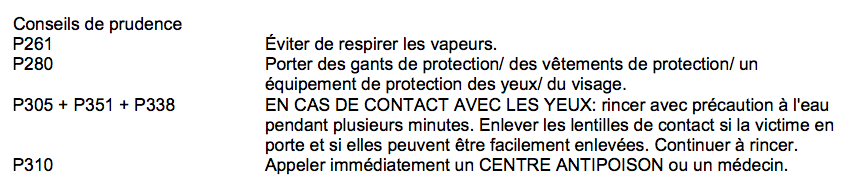 Conseils de prudence
P261 Éviter de respirer les vapeurs.
P280 Porter des gants de protection/ des vêtements de protection/ un
équipement de protection des yeux/ du visage.
P305 + P351 + P338 EN CAS DE CONTACT AVEC LES YEUX: rincer avec précaution à l'eau
pendant plusieurs minutes. Enlever les lentilles de contact si la victime en
porte et si elles peuvent être facilement enlevées. Continuer à rincer.
P310 Appeler immédiatement un CENTRE ANTIPOISON ou un médecin.